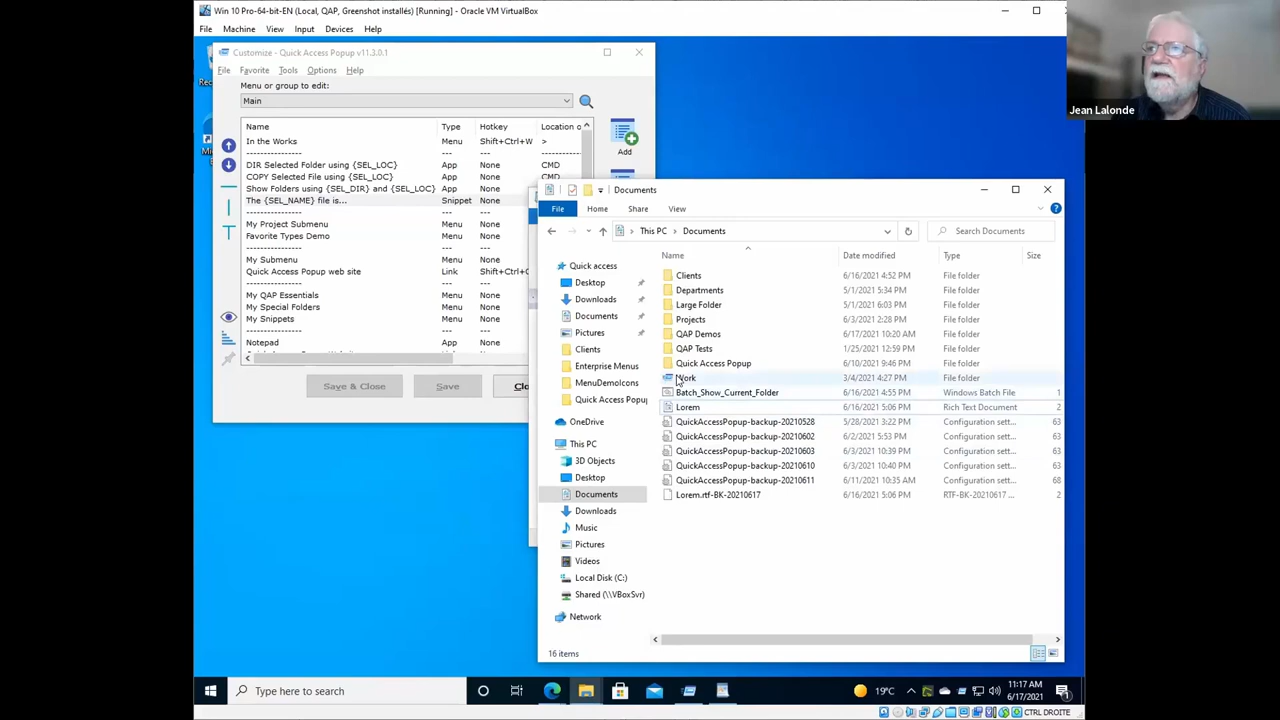 Win 10 Pro-64-bit-EN (Local, QAP, Greenshot installés) [Running] - Oracle VM VirtualBox
File Machine View Input Devices Help
Customize - Quick Access Popup v11.3.0.1
File Favorite Tools Options Help
Menu or group to edit:
Main
Name Type Hotkey Location o
In the Works Menu Shift+Ctrl+W >
--------------- --- ---------------
DIR Selected Folder using {SEL_LOC} App None CMD
COPY Selected File using {SEL_LOC} App None CMD
Show Folders using {SEL_DIR} and {SEL_LOC} App None
The {SEL_NAME} file is... Snippet None
--------------- ---
My Project Submenu Menu None
Favorite Types Demo Menu None
--------------- ---
My Submenu Menu None
Quick Access Popup web site Link Shift+Ctrl+
--------------- ---
My QAP Essentials Menu None
My Special Folders Menu None
My Snippets Menu None
--------------- ---
Notepad App None
Add
Save & Close Save Clo
Jean Lalonde
Documents
File Home Share View
This PC > Documents
Search Documents
Quick access
Desktop
Downloads
Documents
Pictures
Clients
Enterprise Menus
MenuDemoIcons
Quick Access Popup
OneDrive
This PC
3D Objects
Desktop
Documents
Downloads
Music
Pictures
Videos
Local Disk (C:)
Shared (\\VBoxSvr)
Network
Name Date modified Type Size
Clients 6/16/2021 4:52 PM File folder
Departments 5/1/2021 5:34 PM File folder
Large Folder 5/1/2021 6:03 PM File folder
Projects 6/3/2021 2:28 PM File folder
QAP Demos 6/17/2021 10:20 AM File folder
QAP Tests 1/25/2021 12:59 PM File folder
Quick Access Popup 6/10/2021 9:46 PM File folder
Work 3/4/2021 4:27 PM File folder
Batch_Show_Current_Folder 6/16/2021 4:55 PM Windows Batch File 1
Lorem 6/16/2021 5:06 PM Rich Text Document 2
QuickAccessPopup-backup-20210528 5/28/2021 3:22 PM Configuration sett... 63
QuickAccessPopup-backup-20210602 6/2/2021 5:53 PM Configuration sett... 63
QuickAccessPopup-backup-20210603 6/3/2021 10:39 PM Configuration sett... 63
QuickAccessPopup-backup-20210610 6/3/2021 10:40 PM Configuration sett... 63
QuickAccessPopup-backup-20210611 6/11/2021 10:35 AM Configuration sett... 68
Lorem.rtf-BK-20210617 6/16/2021 5:06 PM RTF-BK-20210617 ... 2
16 items
Type here to search
19°C
11:17 AM
6/17/2021
CTRL DROITE